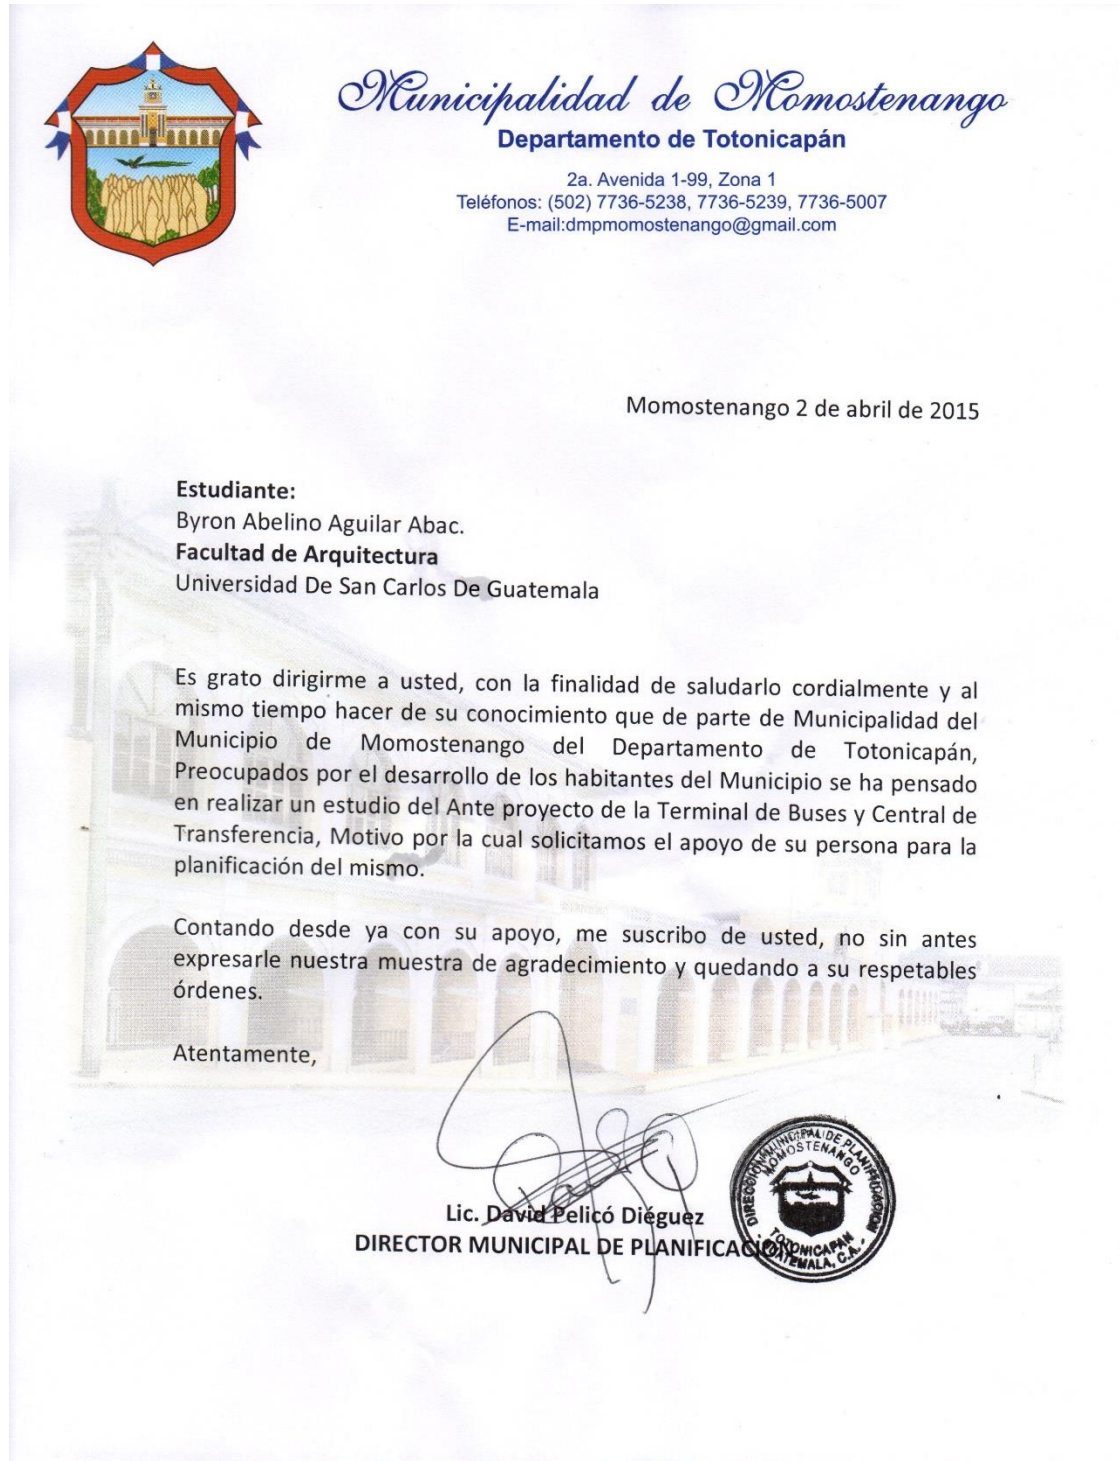 Municipalidad de Momostenango
Departamento de Totonicapán
2a. Avenida 1-99, Zona 1
Teléfonos: (502) 7736-5238, 7736-5239, 7736-5007
E-mail:dmpmomostenango@gmail.com
Momostenango 2 de abril de 2015
Estudiante:
Byron Abelino Aguilar Abac.
Facultad de Arquitectura
Universidad De San Carlos De Guatemala
Es grato dirigirme a usted, con la finalidad de saludarlo cordialmente y al
mismo tiempo hacer de su conocimiento que de parte de Municipalidad del
Municipio de Momostenango del Departamento de Totonicapán,
Preocupados por el desarrollo de los habitantes del Municipio se ha pensado
en realizar un estudio del Ante proyecto de la Terminal de Buses y Central de
Transferencia, Motivo por la cual solicitamos el apoyo de su persona para la
planificación del mismo.
Contando desde ya con su apoyo, me suscribo de usted, no sin antes
expresarle nuestra muestra de agradecimiento y quedando a su respetables
órdenes.
Atentamente,
Lic. David Pelicó Diéguez
DIRECTOR MUNICIPAL DE PLANIFICACION
DIRECCION MUNICIPAL DE PLANIFICACION
MOMOSTENANGO
TOTONICAPAN
- GUATEMALA, C.A. -